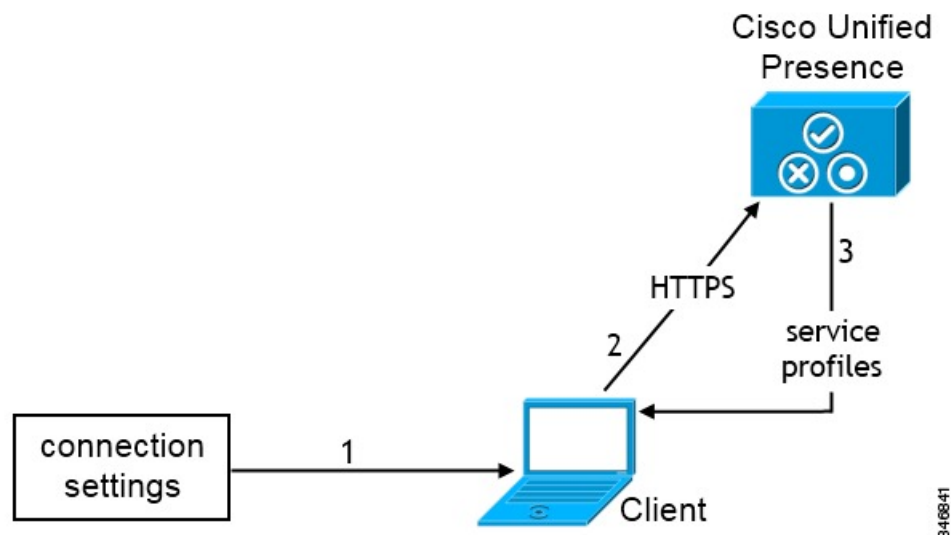 Cisco Unified
Presence
3
HTTPS
service
profiles
2
connection
settings
1
Client
346841